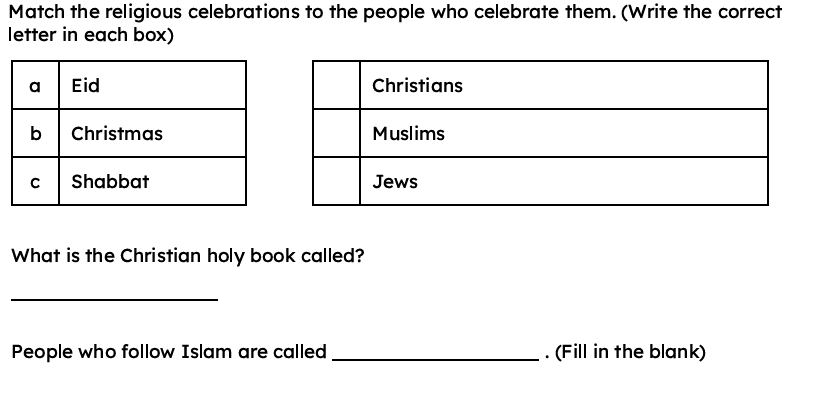 Match the religious celebrations to the people who celebrate them. (Write the correct
letter in each box)
a Eid Christians
b Christmas Muslims
c Shabbat Jews
What is the Christian holy book called?
People who follow Islam are called ____________________ . (Fill in the blank)